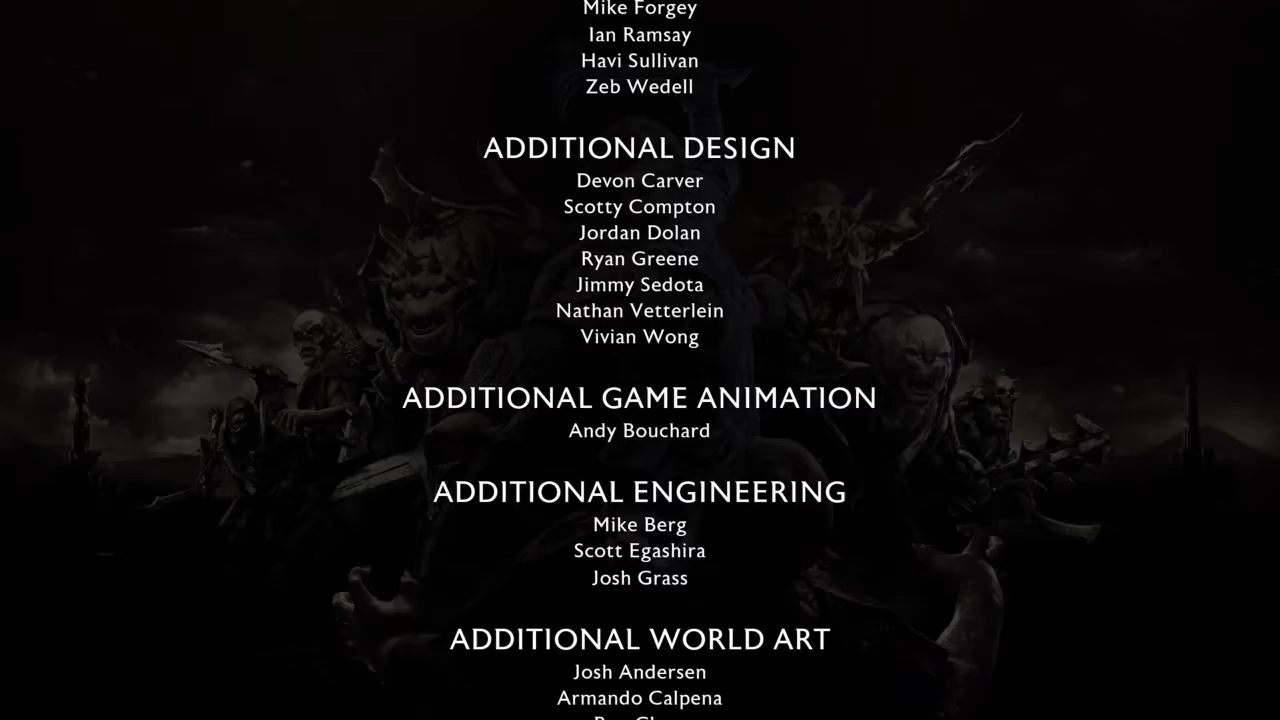 Mike Forgey
Ian Ramsay
Havi Sullivan
Zeb Wedell
ADDITIONAL DESIGN
Devon Carver
Scotty Compton
Jordan Dolan
Ryan Greene
Jimmy Sedota
Nathan Vetterlein
Vivian Wong
ADDITIONAL GAME ANIMATION
Andy Bouchard
ADDITIONAL ENGINEERING
Mike Berg
Scott Egashira
Josh Grass
ADDITIONAL WORLD ART
Josh Andersen
Armando Calpena